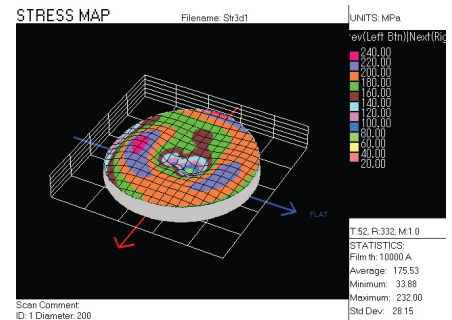 STRESS MAP
Filename: Str3d1
UNITS: MPa
ev(Left Btn)|Next(Rig
240.00
220.00
200.00
180.00
160.00
140.00
120.00
100.00
80.00
60.00
40.00
20.00
FLAT
T:52, R:332, M:1.0
STATISTICS:
Film th: 10000 A
Average: 175.53
Minimum: 33.88
Maximum: 232.00
Std Dev: 28.15
Scan Comment:
ID: 1 Diameter: 200